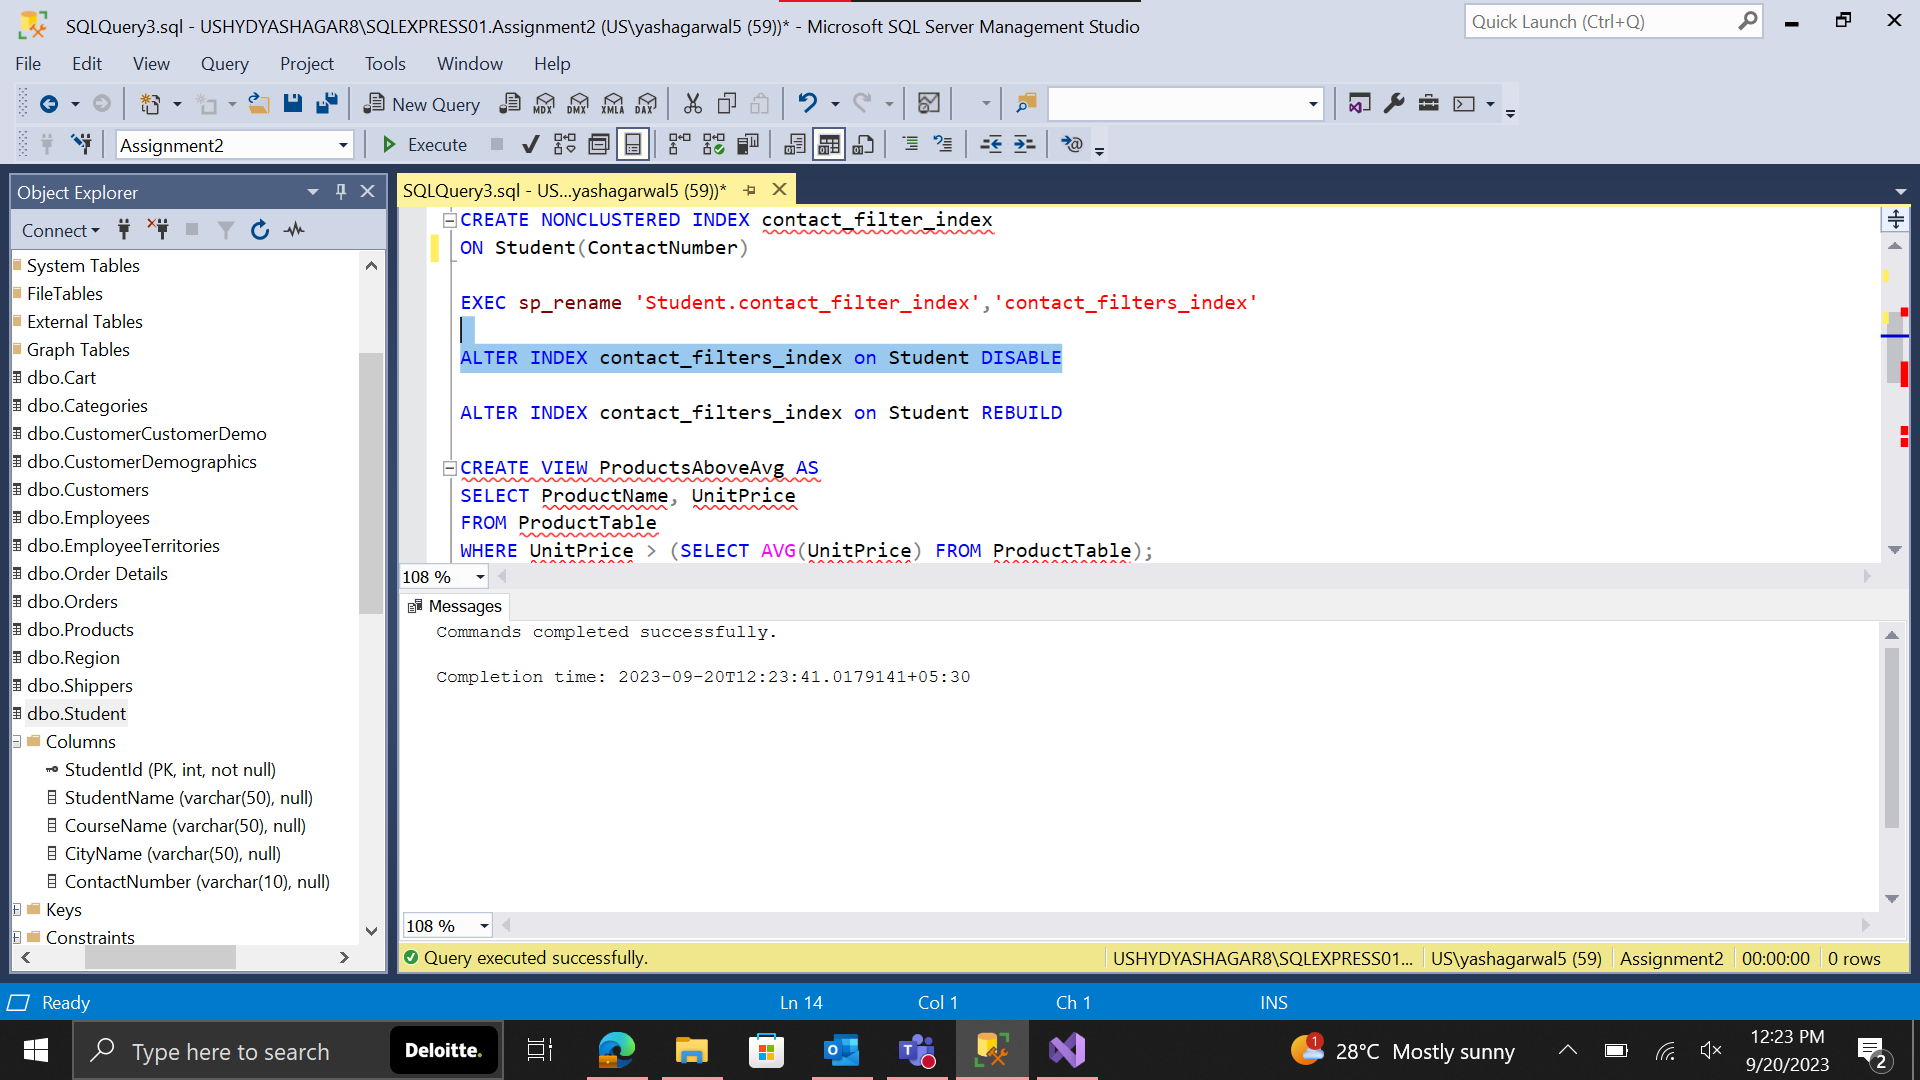 SQLQuery3.sql - USHYDYASHAGAR8\SQLEXPRESS01.Assignment2 (US\yashagarwal5 (59))* - Microsoft SQL Server Management Studio
Quick Launch (Ctrl+Q)
File Edit View Query Project Tools Window Help
New Query MDX DMX XMLA DAX
Assignment2 Execute
Object Explorer
Connect
System Tables
FileTables
External Tables
Graph Tables
dbo.Cart
dbo.Categories
dbo.CustomerCustomerDemo
dbo.CustomerDemographics
dbo.Customers
dbo.Employees
dbo.EmployeeTerritories
dbo.Order Details
dbo.Orders
dbo.Products
dbo.Region
dbo.Shippers
dbo.Student
Columns
StudentId (PK, int, not null)
StudentName (varchar(50), null)
CourseName (varchar(50), null)
CityName (varchar(50), null)
ContactNumber (varchar(10), null)
Keys
Constraints
SQLQuery3.sql - US...yashagarwal5 (59))*
CREATE NONCLUSTERED INDEX contact_filter_index
ON Student(ContactNumber)
EXEC sp_rename 'Student.contact_filter_index','contact_filters_index'
ALTER INDEX contact_filters_index on Student DISABLE
ALTER INDEX contact_filters_index on Student REBUILD
CREATE VIEW ProductsAboveAvg AS
SELECT ProductName, UnitPrice
FROM ProductTable
WHERE UnitPrice > (SELECT AVG(UnitPrice) FROM ProductTable);
108 %
Messages
Commands completed successfully.
Completion time: 2023-09-20T12:23:41.0179141+05:30
108 %
Query executed successfully. USHYDYASHAGAR8\SQLEXPRESS01... US\yashagarwal5 (59) Assignment2 00:00:00 0 rows
Ready Ln 14 Col 1 Ch 1 INS
Type here to search Deloitte. 1 28°C Mostly sunny 12:23 PM
9/20/2023 2